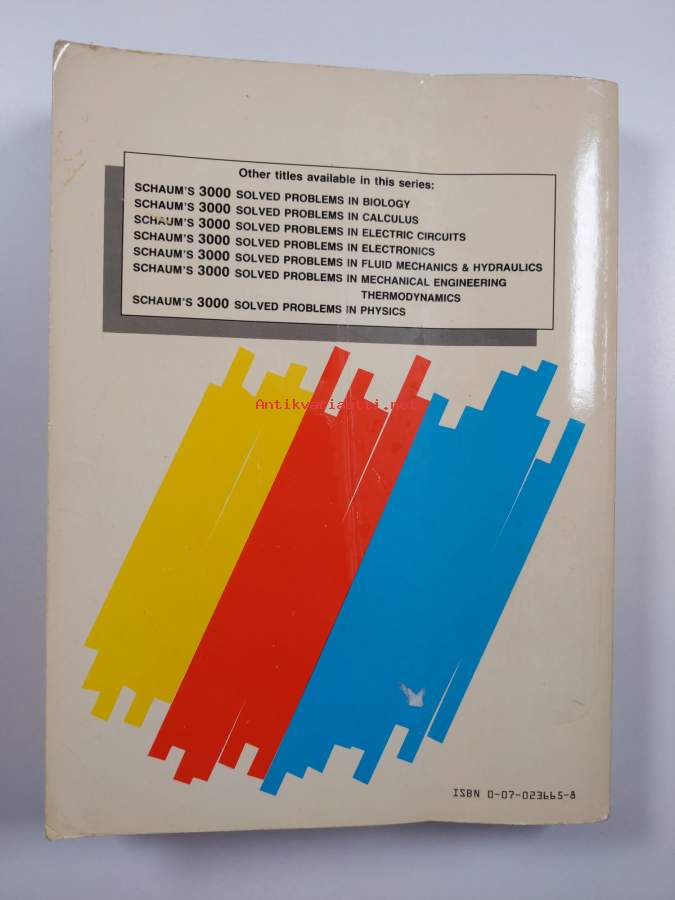 Other titles available in this series:
SCHAUM'S 3000 SOLVED PROBLEMS IN BIOLOGY
SCHAUM'S 3000 SOLVED PROBLEMS IN CALCULUS
SCHAUM'S 3000 SOLVED PROBLEMS IN ELECTRIC CIRCUITS
SCHAUM'S 3000 SOLVED PROBLEMS IN ELECTRONICS
SCHAUM'S 3000 SOLVED PROBLEMS IN FLUID MECHANICS & HYDRAULICS
SCHAUM'S 3000 SOLVED PROBLEMS IN MECHANICAL ENGINEERING
THERMODYNAMICS
SCHAUM'S 3000 SOLVED PROBLEMS IN PHYSICS
Antikvariaatti.net
ISBN 0-07-023665-8